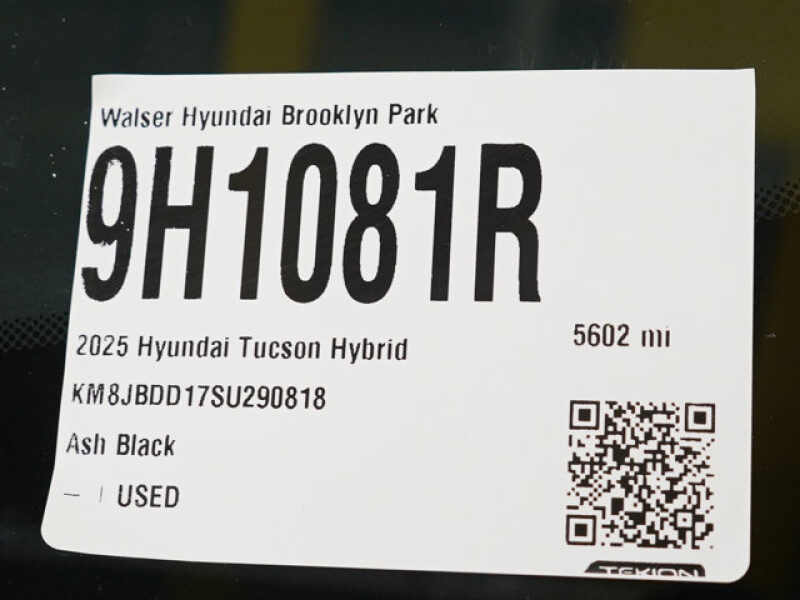 Walser Hyundai Brooklyn Park
9H1081R
2025 Hyundai Tucson Hybrid
5602 mi
KM8JBDD17SU290818
Ash Black
– | USED
TEKION